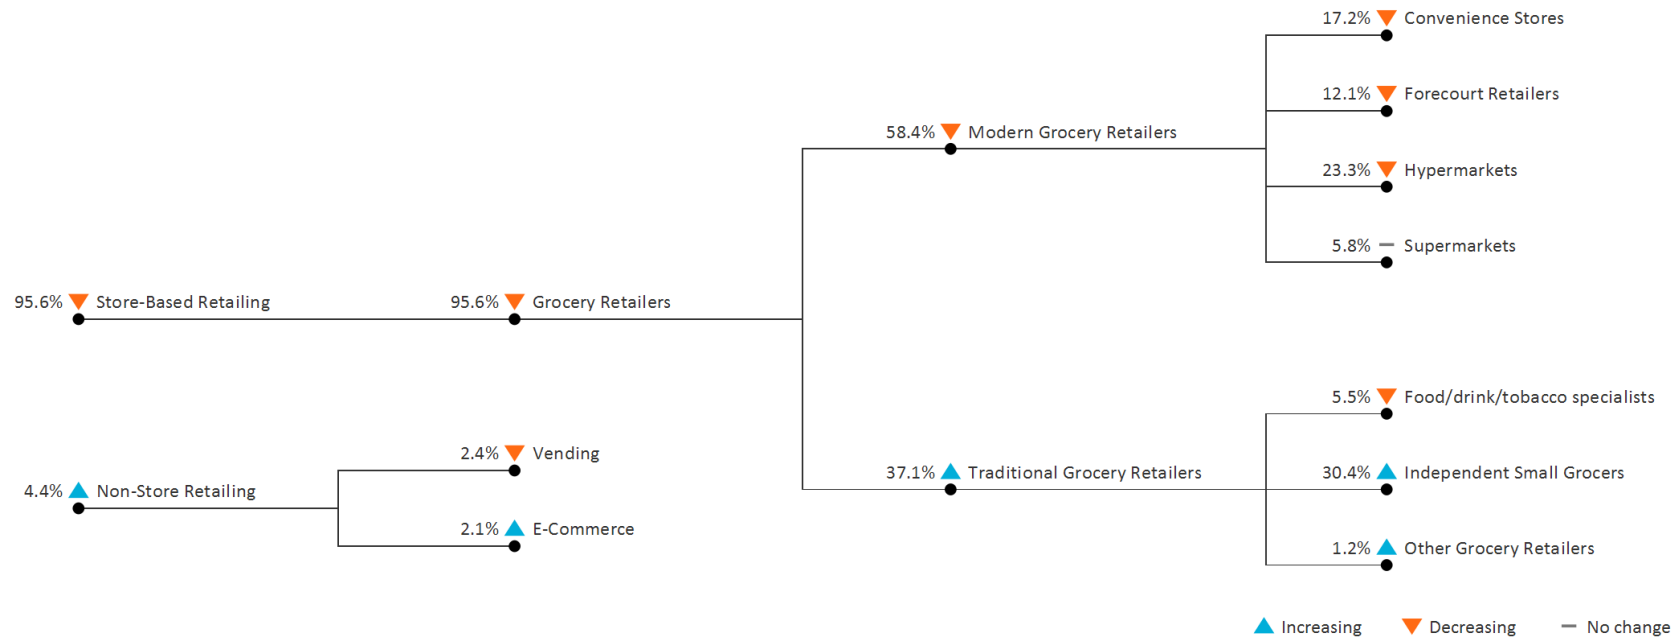 17.2% Convenience Stores
12.1% Forecourt Retailers
58.4% Modern Grocery Retailers
23.3% Hypermarkets
5.8% Supermarkets
95.6% Store-Based Retailing
95.6% Grocery Retailers
5.5% Food/drink/tobacco specialists
2.4% Vending
37.1% Traditional Grocery Retailers
30.4% Independent Small Grocers
4.4% Non-Store Retailing
2.1% E-Commerce
1.2% Other Grocery Retailers
Increasing Decreasing No change